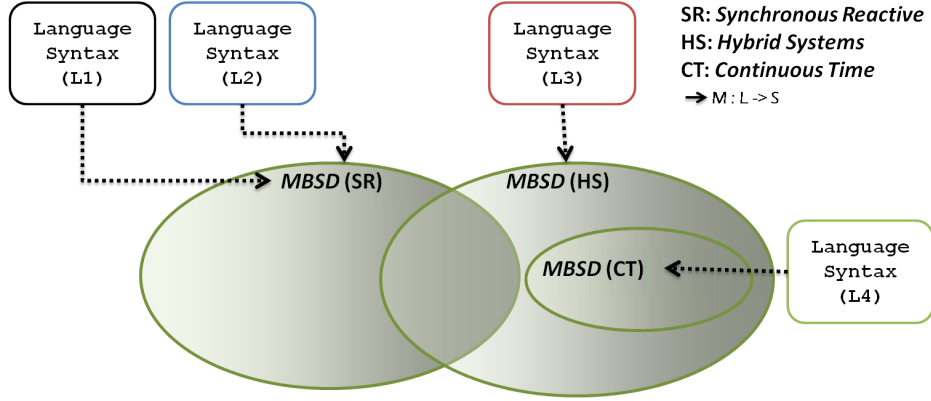 Language
Syntax
(L1)
Language
Syntax
(L2)
Language
Syntax
(L3)
SR: Synchronous Reactive
HS: Hybrid Systems
CT: Continuous Time
M : L -> S
MBSD (SR)
MBSD (HS)
MBSD (CT)
Language
Syntax
(L4)